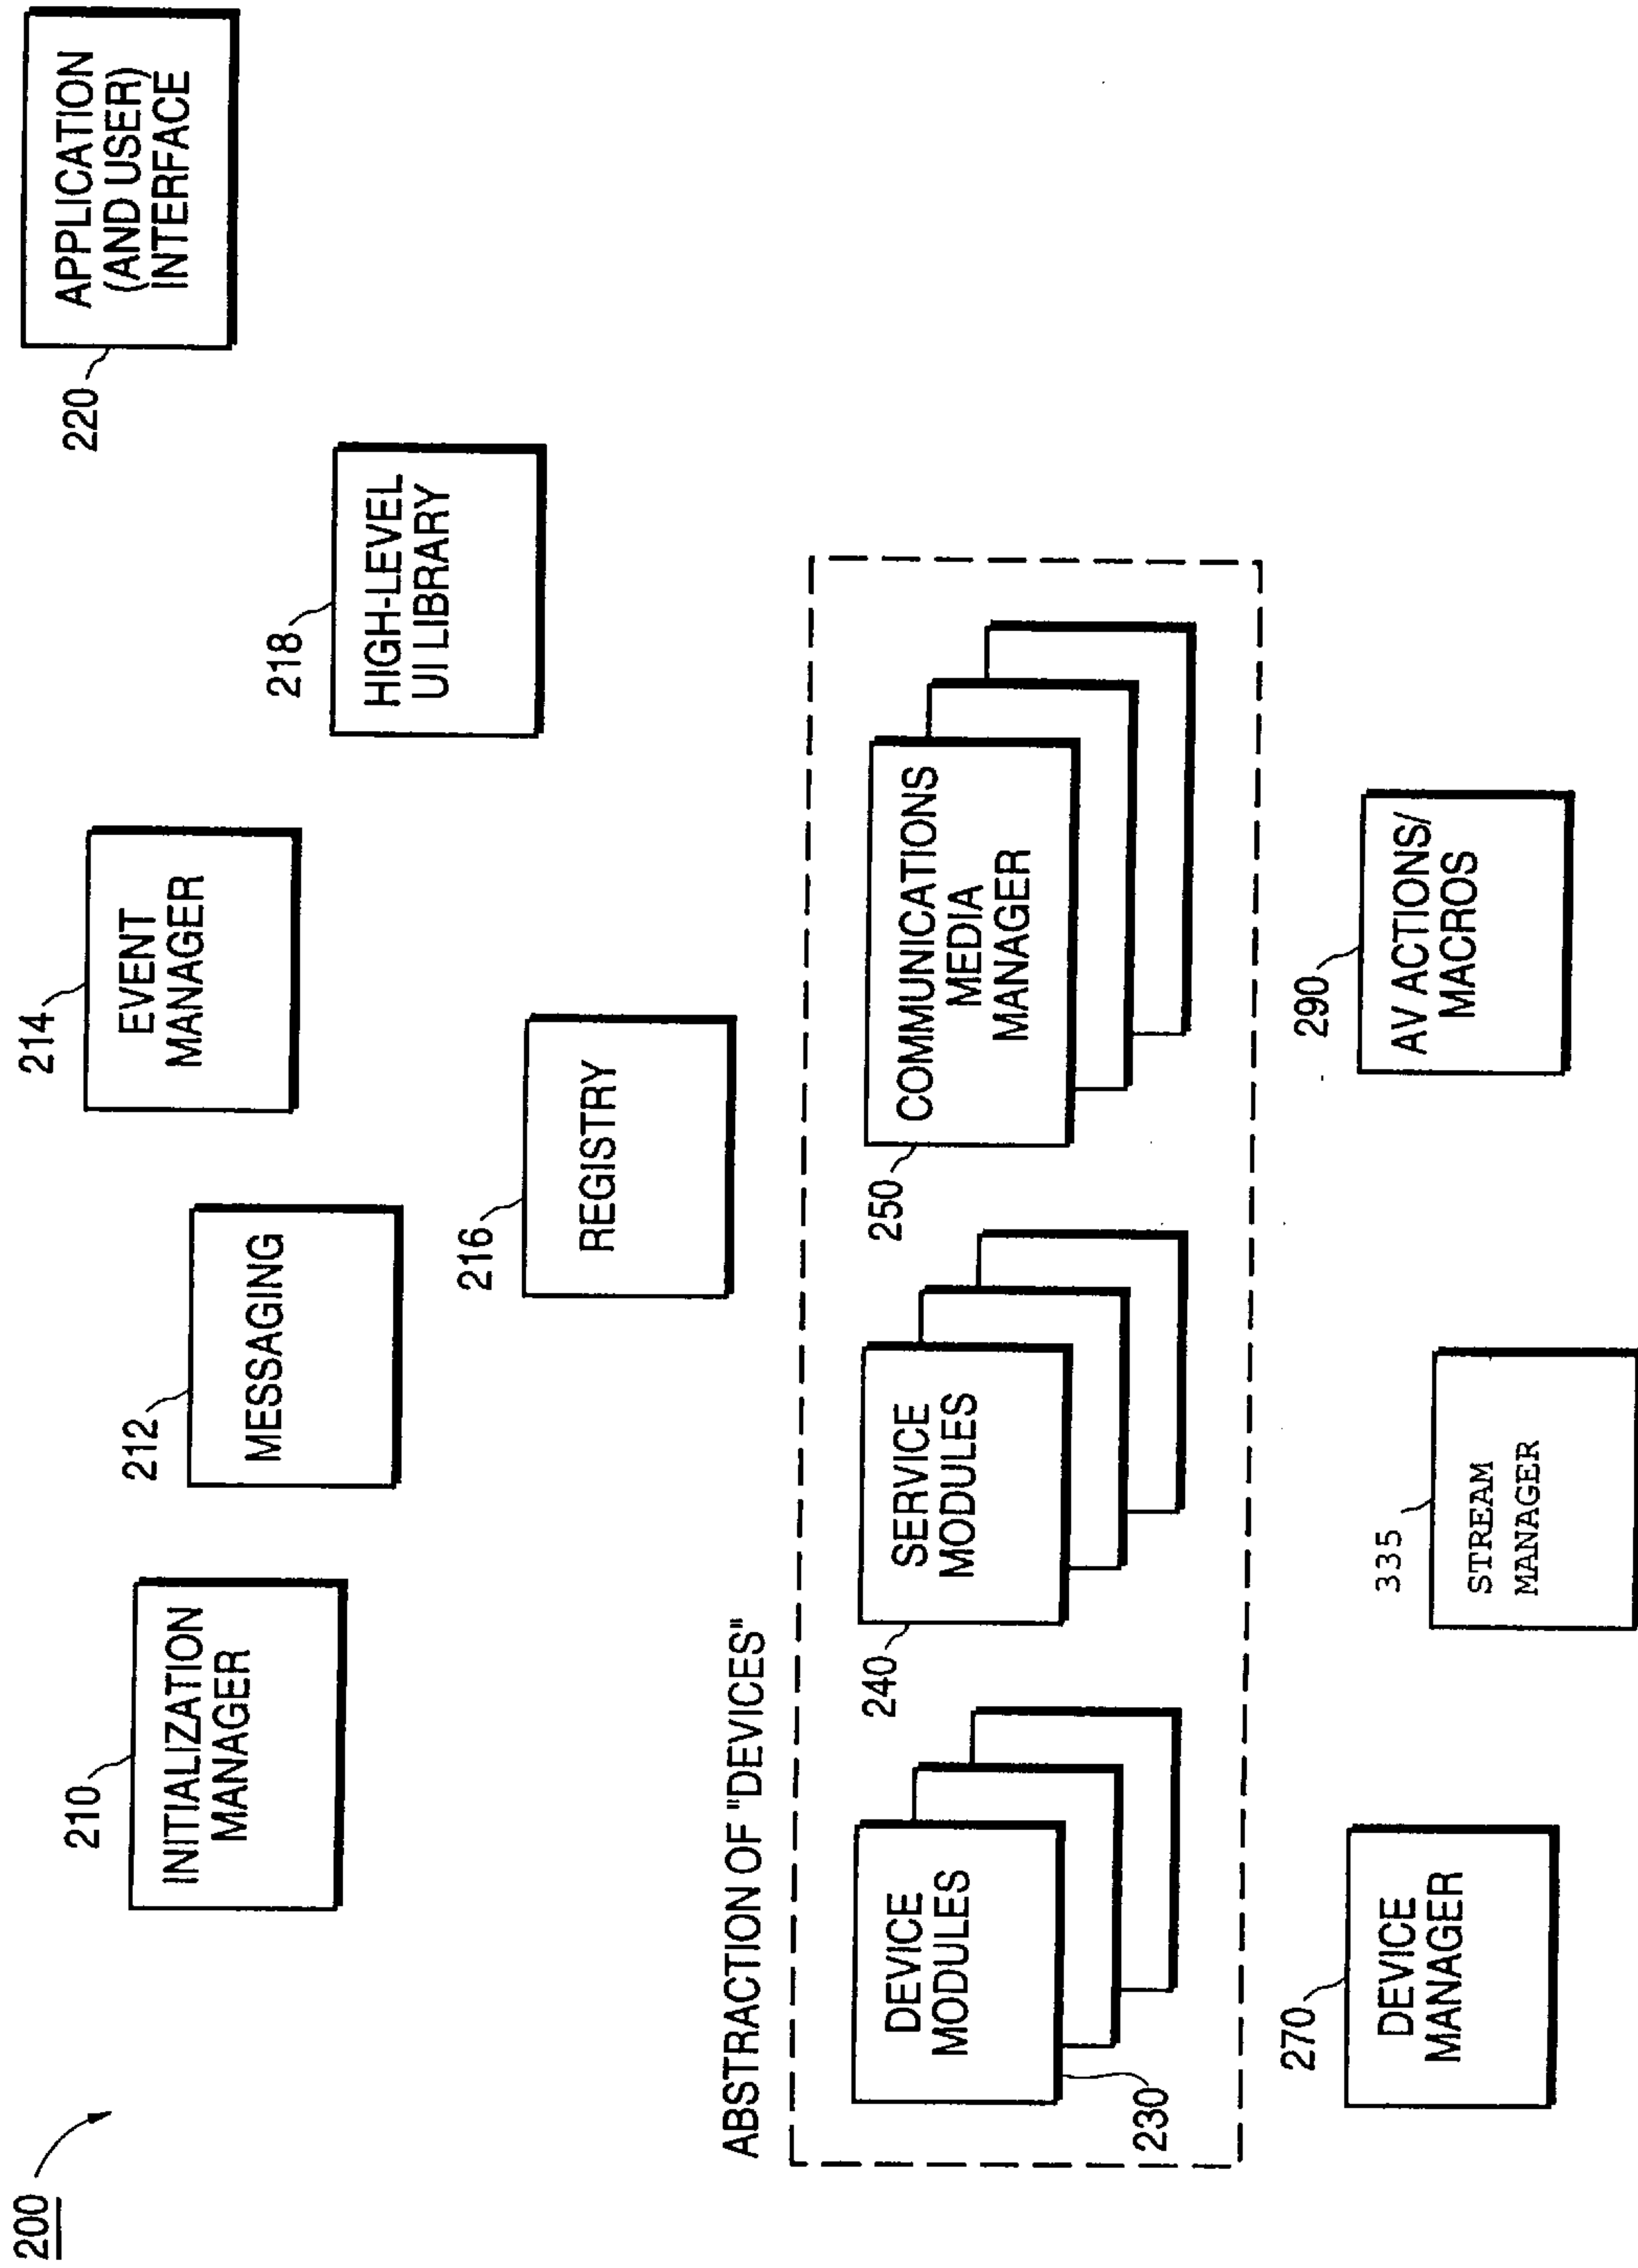 200
210
INITIALIZATION
MANAGER
212
MESSAGING
214
EVENT
MANAGER
216
REGISTRY
218
HIGH-LEVEL
UI LIBRARY
220
APPLICATION
(AND USER)
INTERFACE
ABSTRACTION OF "DEVICES"
DEVICE
MODULES
230
240
SERVICE
MODULES
250
COMMUNICATIONS
MEDIA
MANAGER
270
DEVICE
MANAGER
335
STREAM
MANAGER
290
AV ACTIONS/
MACROS